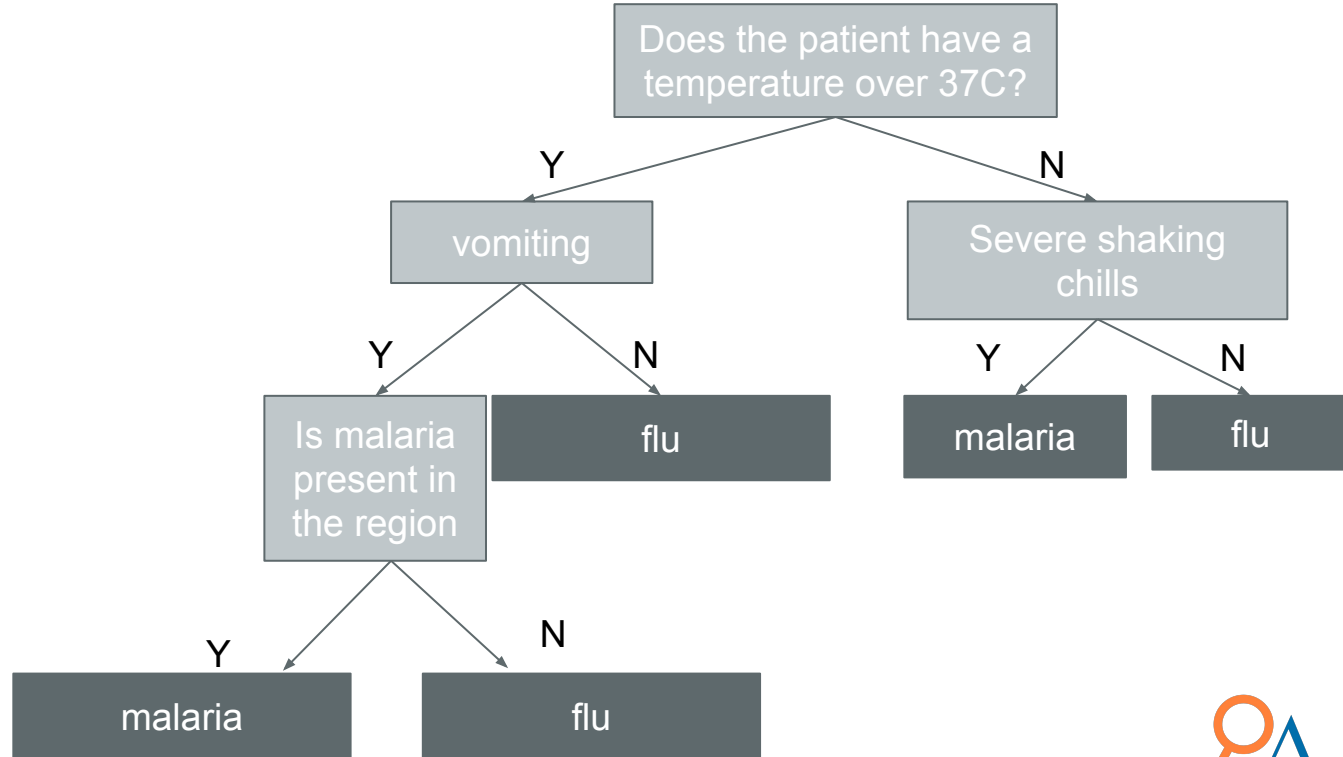 Does the patient have a
temperature over 37C?
Y
N
vomiting
Severe shaking
chills
Y
N
Y
N
Is malaria
present in
the region
flu
malaria
flu
Y
N
malaria
flu